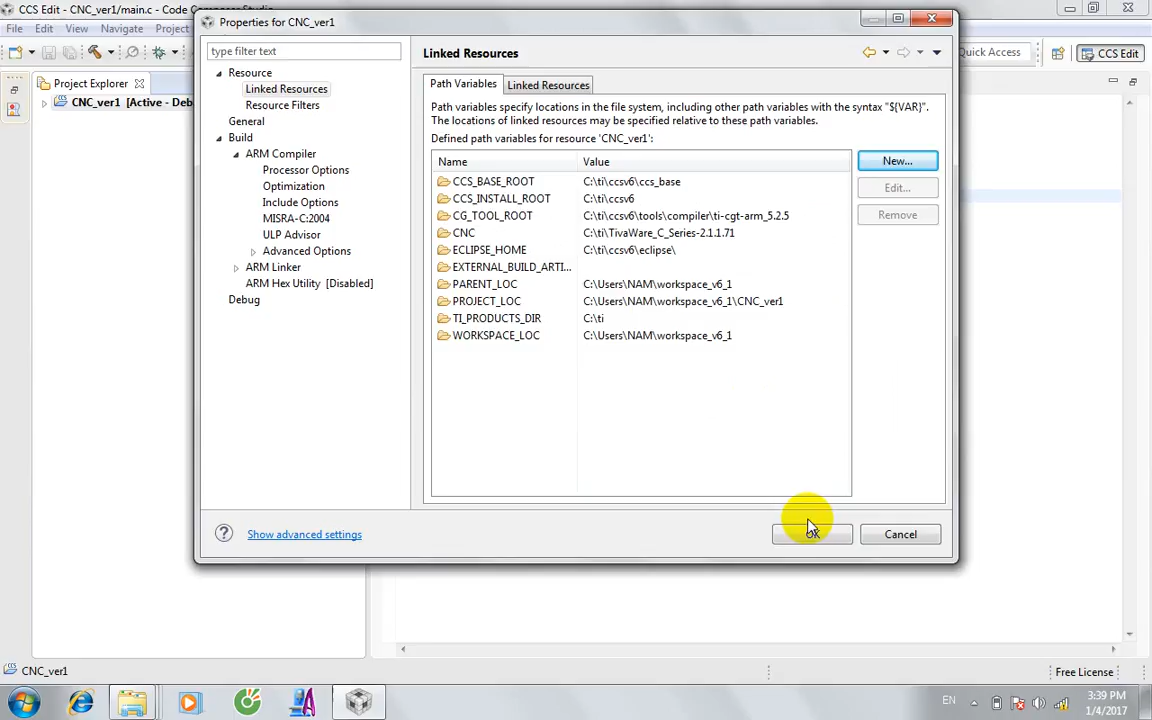 CCS Edit - CNC_ver1/main.c - Code Composer Studio
File Edit View Navigate Project
Quick Access
CCS Edit
Project Explorer
CNC_ver1 [Active - Deb
Properties for CNC_ver1
type filter text
Resource
Linked Resources
Resource Filters
General
Build
ARM Compiler
Processor Options
Optimization
Include Options
MISRA-C:2004
ULP Advisor
Advanced Options
ARM Linker
ARM Hex Utility [Disabled]
Debug
Linked Resources
Path Variables Linked Resources
Path variables specify locations in the file system, including other path variables with the syntax "${VAR}".
The locations of linked resources may be specified relative to these path variables.
Defined path variables for resource 'CNC_ver1':
Name Value
CCS_BASE_ROOT C:\ti\ccsv6\ccs_base
CCS_INSTALL_ROOT C:\ti\ccsv6
CG_TOOL_ROOT C:\ti\ccsv6\tools\compiler\ti-cgt-arm_5.2.5
CNC C:\ti\TivaWare_C_Series-2.1.1.71
ECLIPSE_HOME C:\ti\ccsv6\eclipse\
EXTERNAL_BUILD_ARTI...
PARENT_LOC C:\Users\NAM\workspace_v6_1
PROJECT_LOC C:\Users\NAM\workspace_v6_1\CNC_ver1
TI_PRODUCTS_DIR C:\ti
WORKSPACE_LOC C:\Users\NAM\workspace_v6_1
New...
Edit...
Remove
Show advanced settings
OK
Cancel
CNC_ver1
Free License
EN
3:39 PM
1/4/2017